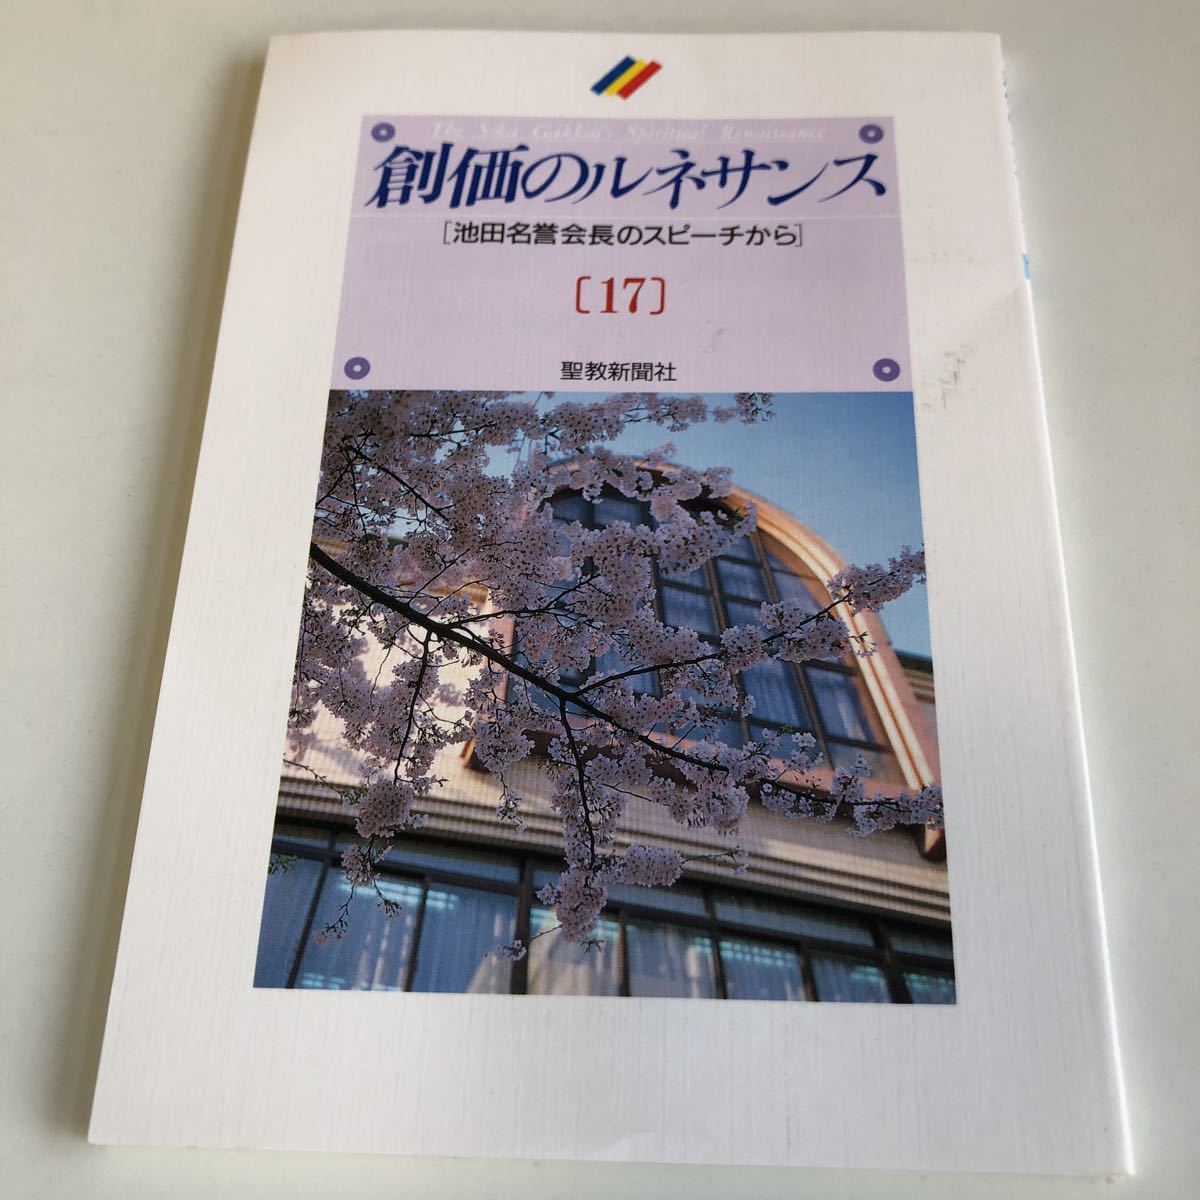 The Soka Gakkai's Spiritual Renaissance
創価のルネサンス
[池田名誉会長のスピーチから]
〔17〕
聖教新聞社